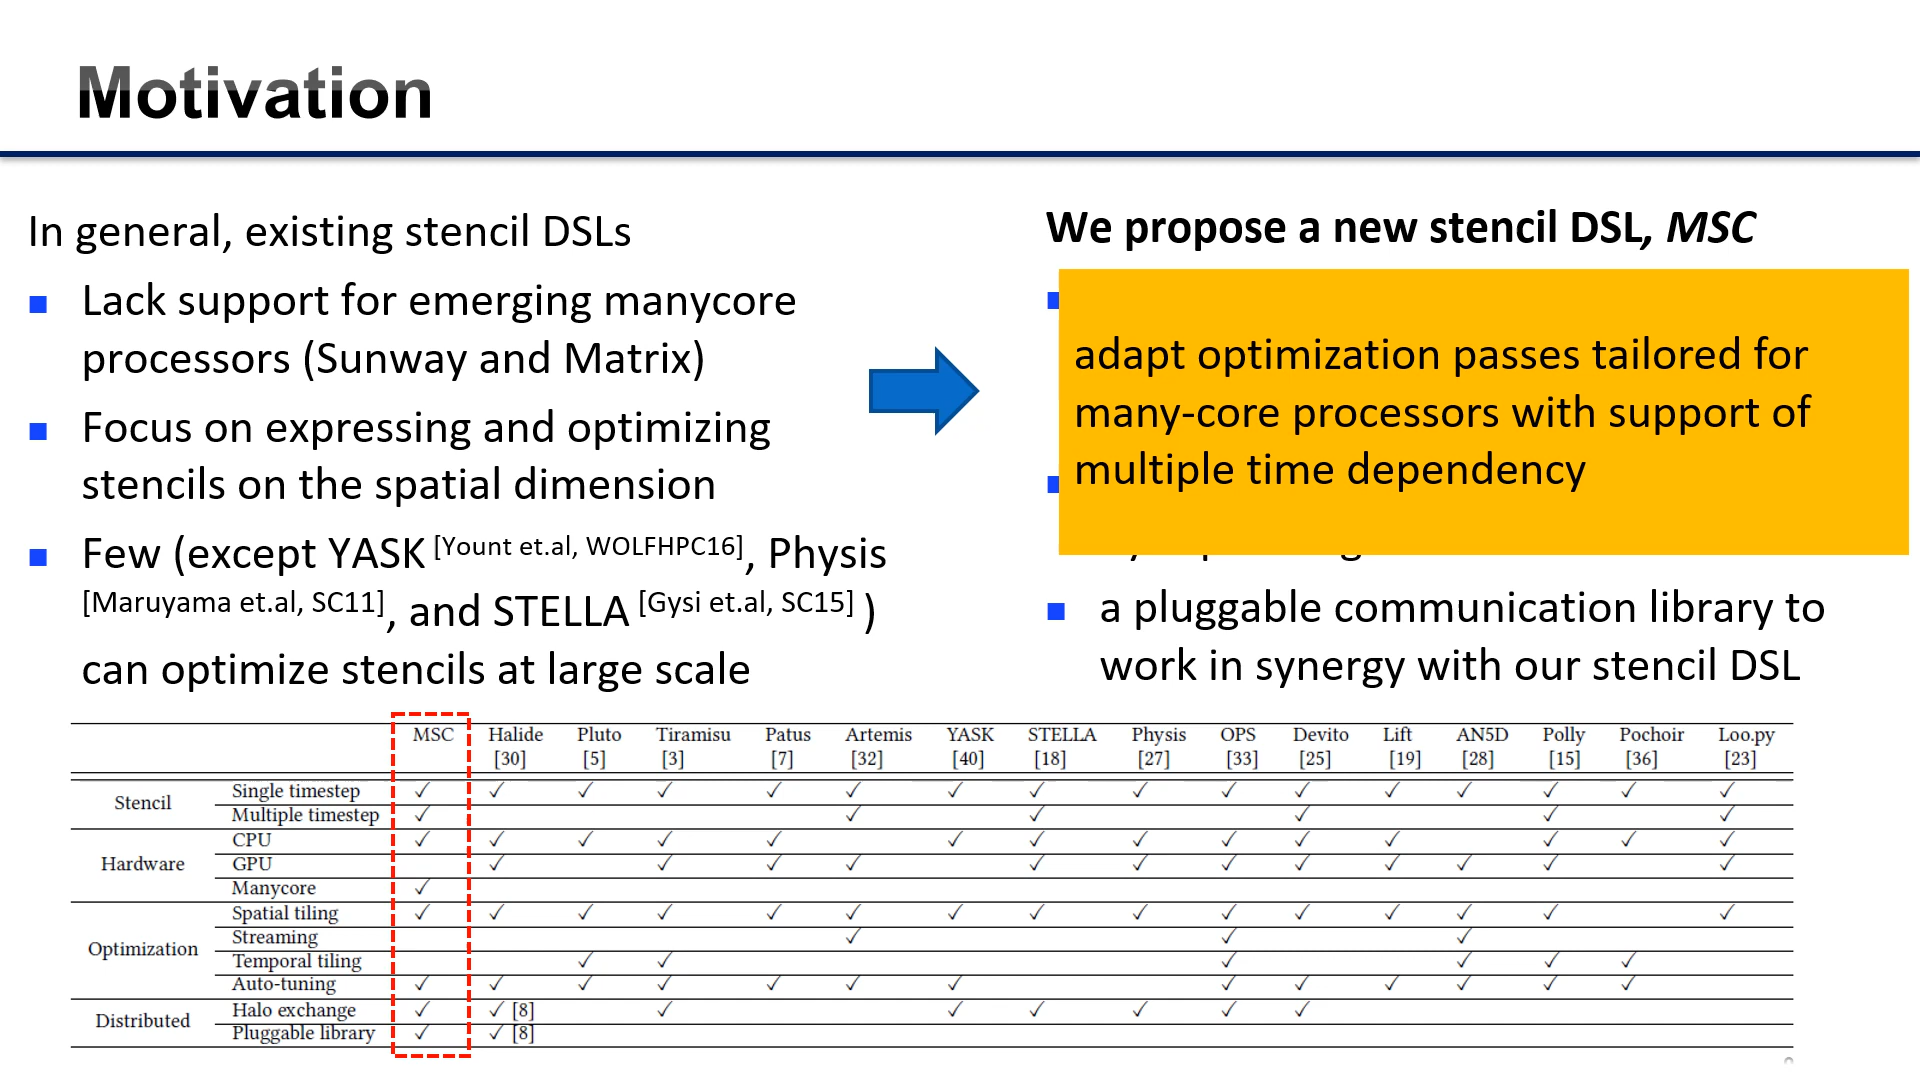 Motivation
In general, existing stencil DSLs
■ Lack support for emerging manycore
processors (Sunway and Matrix)
■ Focus on expressing and optimizing
stencils on the spatial dimension
■ Few (except YASK [Yount et.al, WOLFHPC16], Physis
[Maruyama et.al, SC11], and STELLA [Gysi et.al, SC15] )
can optimize stencils at large scale
We propose a new stencil DSL, MSC
adapt optimization passes tailored for
many-core processors with support of
multiple time dependency
■ a pluggable communication library to
work in synergy with our stencil DSL
MSC Halide Pluto Tiramisu Patus Artemis YASK STELLA Physis OPS Devito Lift AN5D Polly Pochoir Loo.py
[30] [5] [3] [7] [32] [40] [18] [27] [33] [25] [19] [28] [15] [36] [23]
Stencil Single timestep ✓ ✓ ✓ ✓ ✓ ✓ ✓ ✓ ✓ ✓ ✓ ✓ ✓ ✓ ✓ ✓
Multiple timestep ✓ ✓ ✓ ✓ ✓ ✓
Hardware CPU ✓ ✓ ✓ ✓ ✓ ✓ ✓ ✓ ✓ ✓ ✓ ✓ ✓ ✓
GPU ✓ ✓ ✓ ✓ ✓ ✓ ✓ ✓ ✓ ✓ ✓ ✓
Manycore ✓
Optimization Spatial tiling ✓ ✓ ✓ ✓ ✓ ✓ ✓ ✓ ✓ ✓ ✓ ✓ ✓ ✓ ✓
Streaming ✓ ✓ ✓
Temporal tiling ✓ ✓ ✓ ✓ ✓ ✓
Auto-tuning ✓ ✓ ✓ ✓ ✓ ✓ ✓ ✓ ✓ ✓ ✓ ✓ ✓
Distributed Halo exchange ✓ ✓ [8] ✓ ✓ ✓ ✓ ✓ ✓
Pluggable library ✓ ✓ [8]